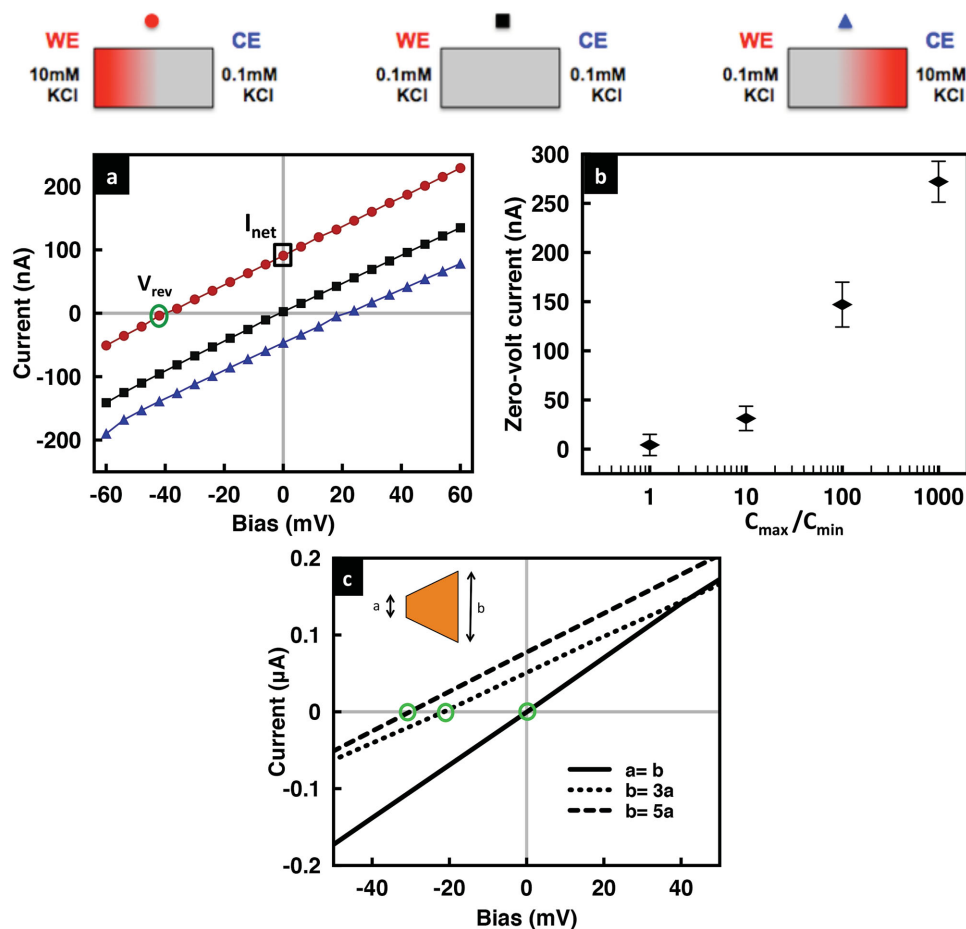 WE CE
10mM KCl 0.1mM KCl
WE CE
0.1mM KCl 0.1mM KCl
WE CE
0.1mM KCl 10mM KCl
a
Current (nA)
200
100
0
-100
-200
I net
V rev
-60 -40 -20 0 20 40 60
Bias (mV)
b
Zero-volt current (nA)
300
250
200
150
100
50
0
1 10 100 1000
Cmax/Cmin
c
Current (µA)
0.2
0.1
0
-0.1
-0.2
a b
a= b
b= 3a
b= 5a
-40 -20 0 20 40
Bias (mV)